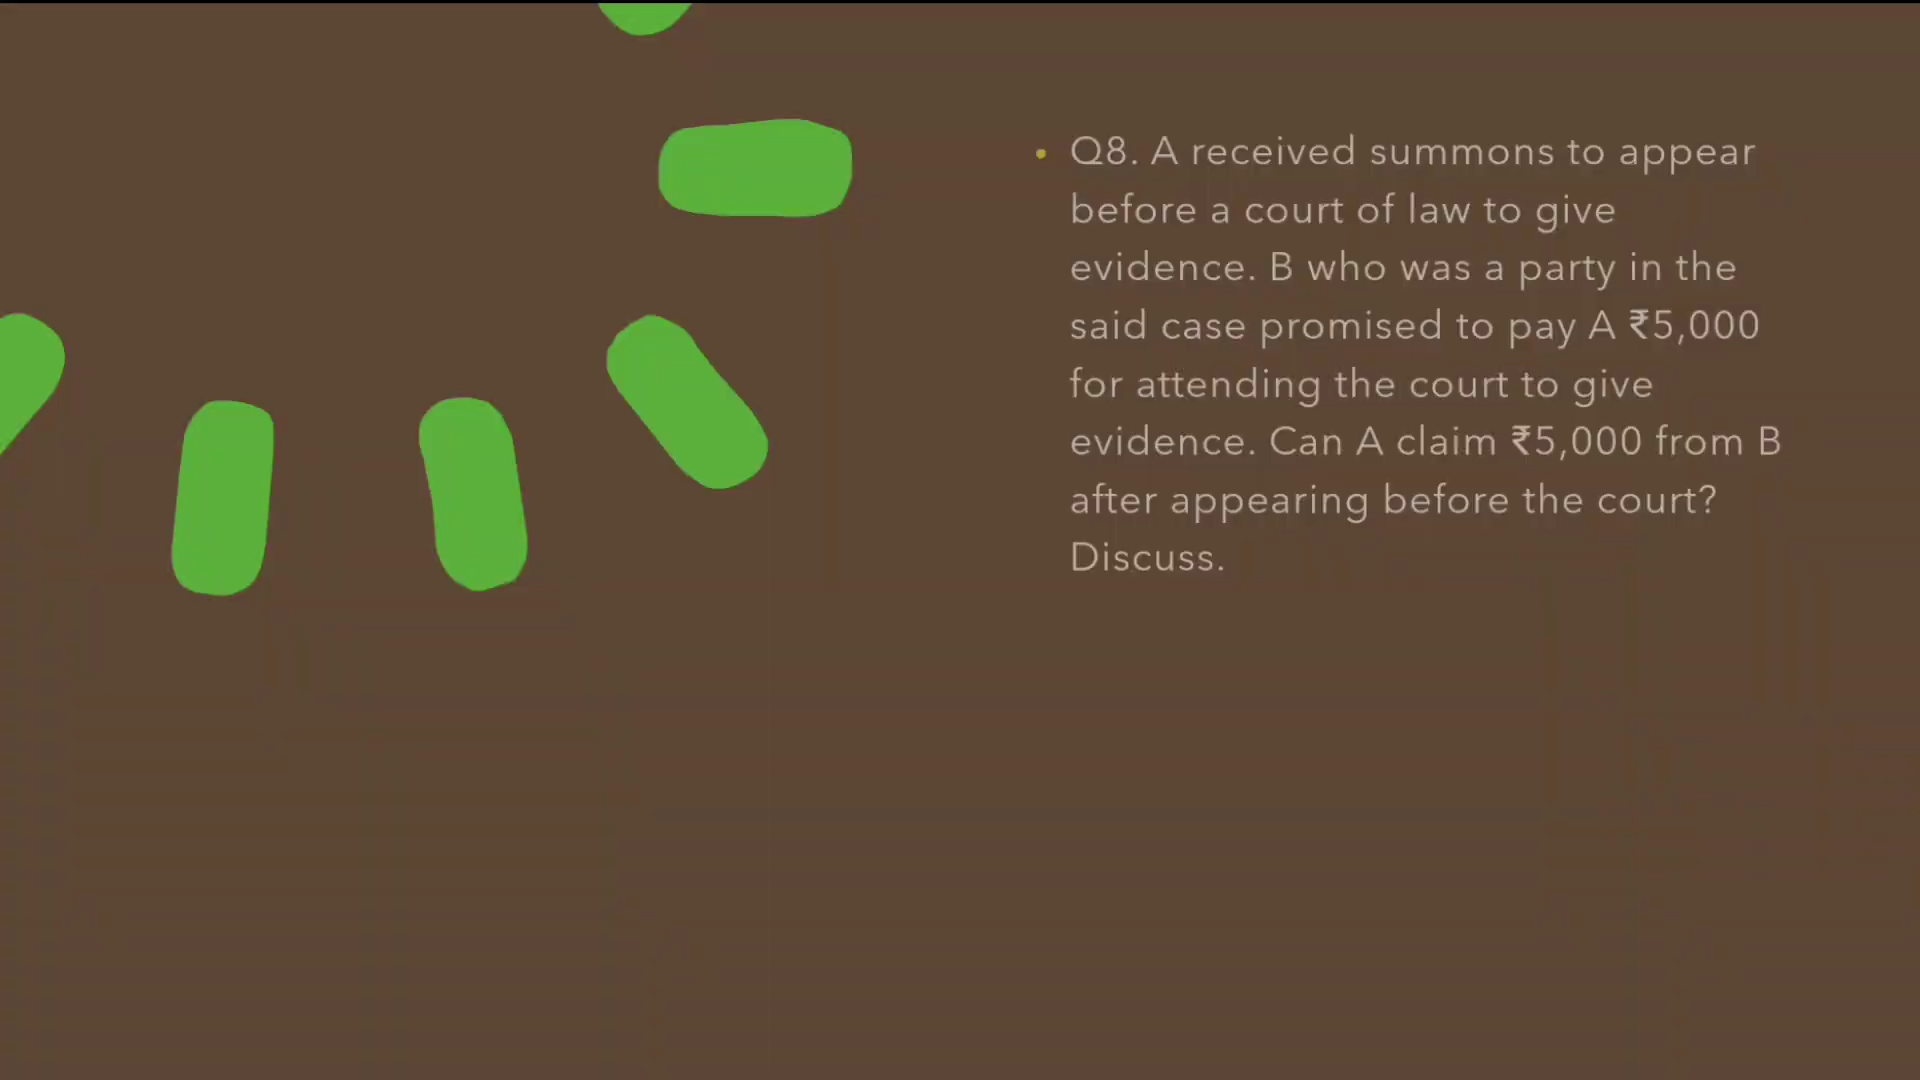 • Q8. A received summons to appear
before a court of law to give
evidence. B who was a party in the
said case promised to pay A ₹5,000
for attending the court to give
evidence. Can A claim ₹5,000 from B
after appearing before the court?
Discuss.